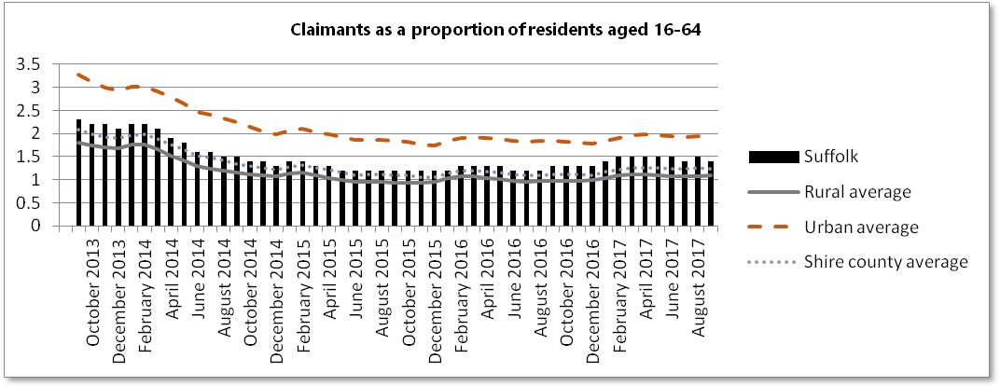 Claimants as a proportion of residents aged 16-64
3.5
3
2.5
2
1.5
1
0.5
0
October 2013
December 2013
February 2014
April 2014
June 2014
August 2014
October 2014
December 2014
February 2015
April 2015
June 2015
August 2015
October 2015
December 2015
February 2016
April 2016
June 2016
August 2016
October 2016
December 2016
February 2017
April 2017
June 2017
August 2017
Suffolk
Rural average
Urban average
Shire county average